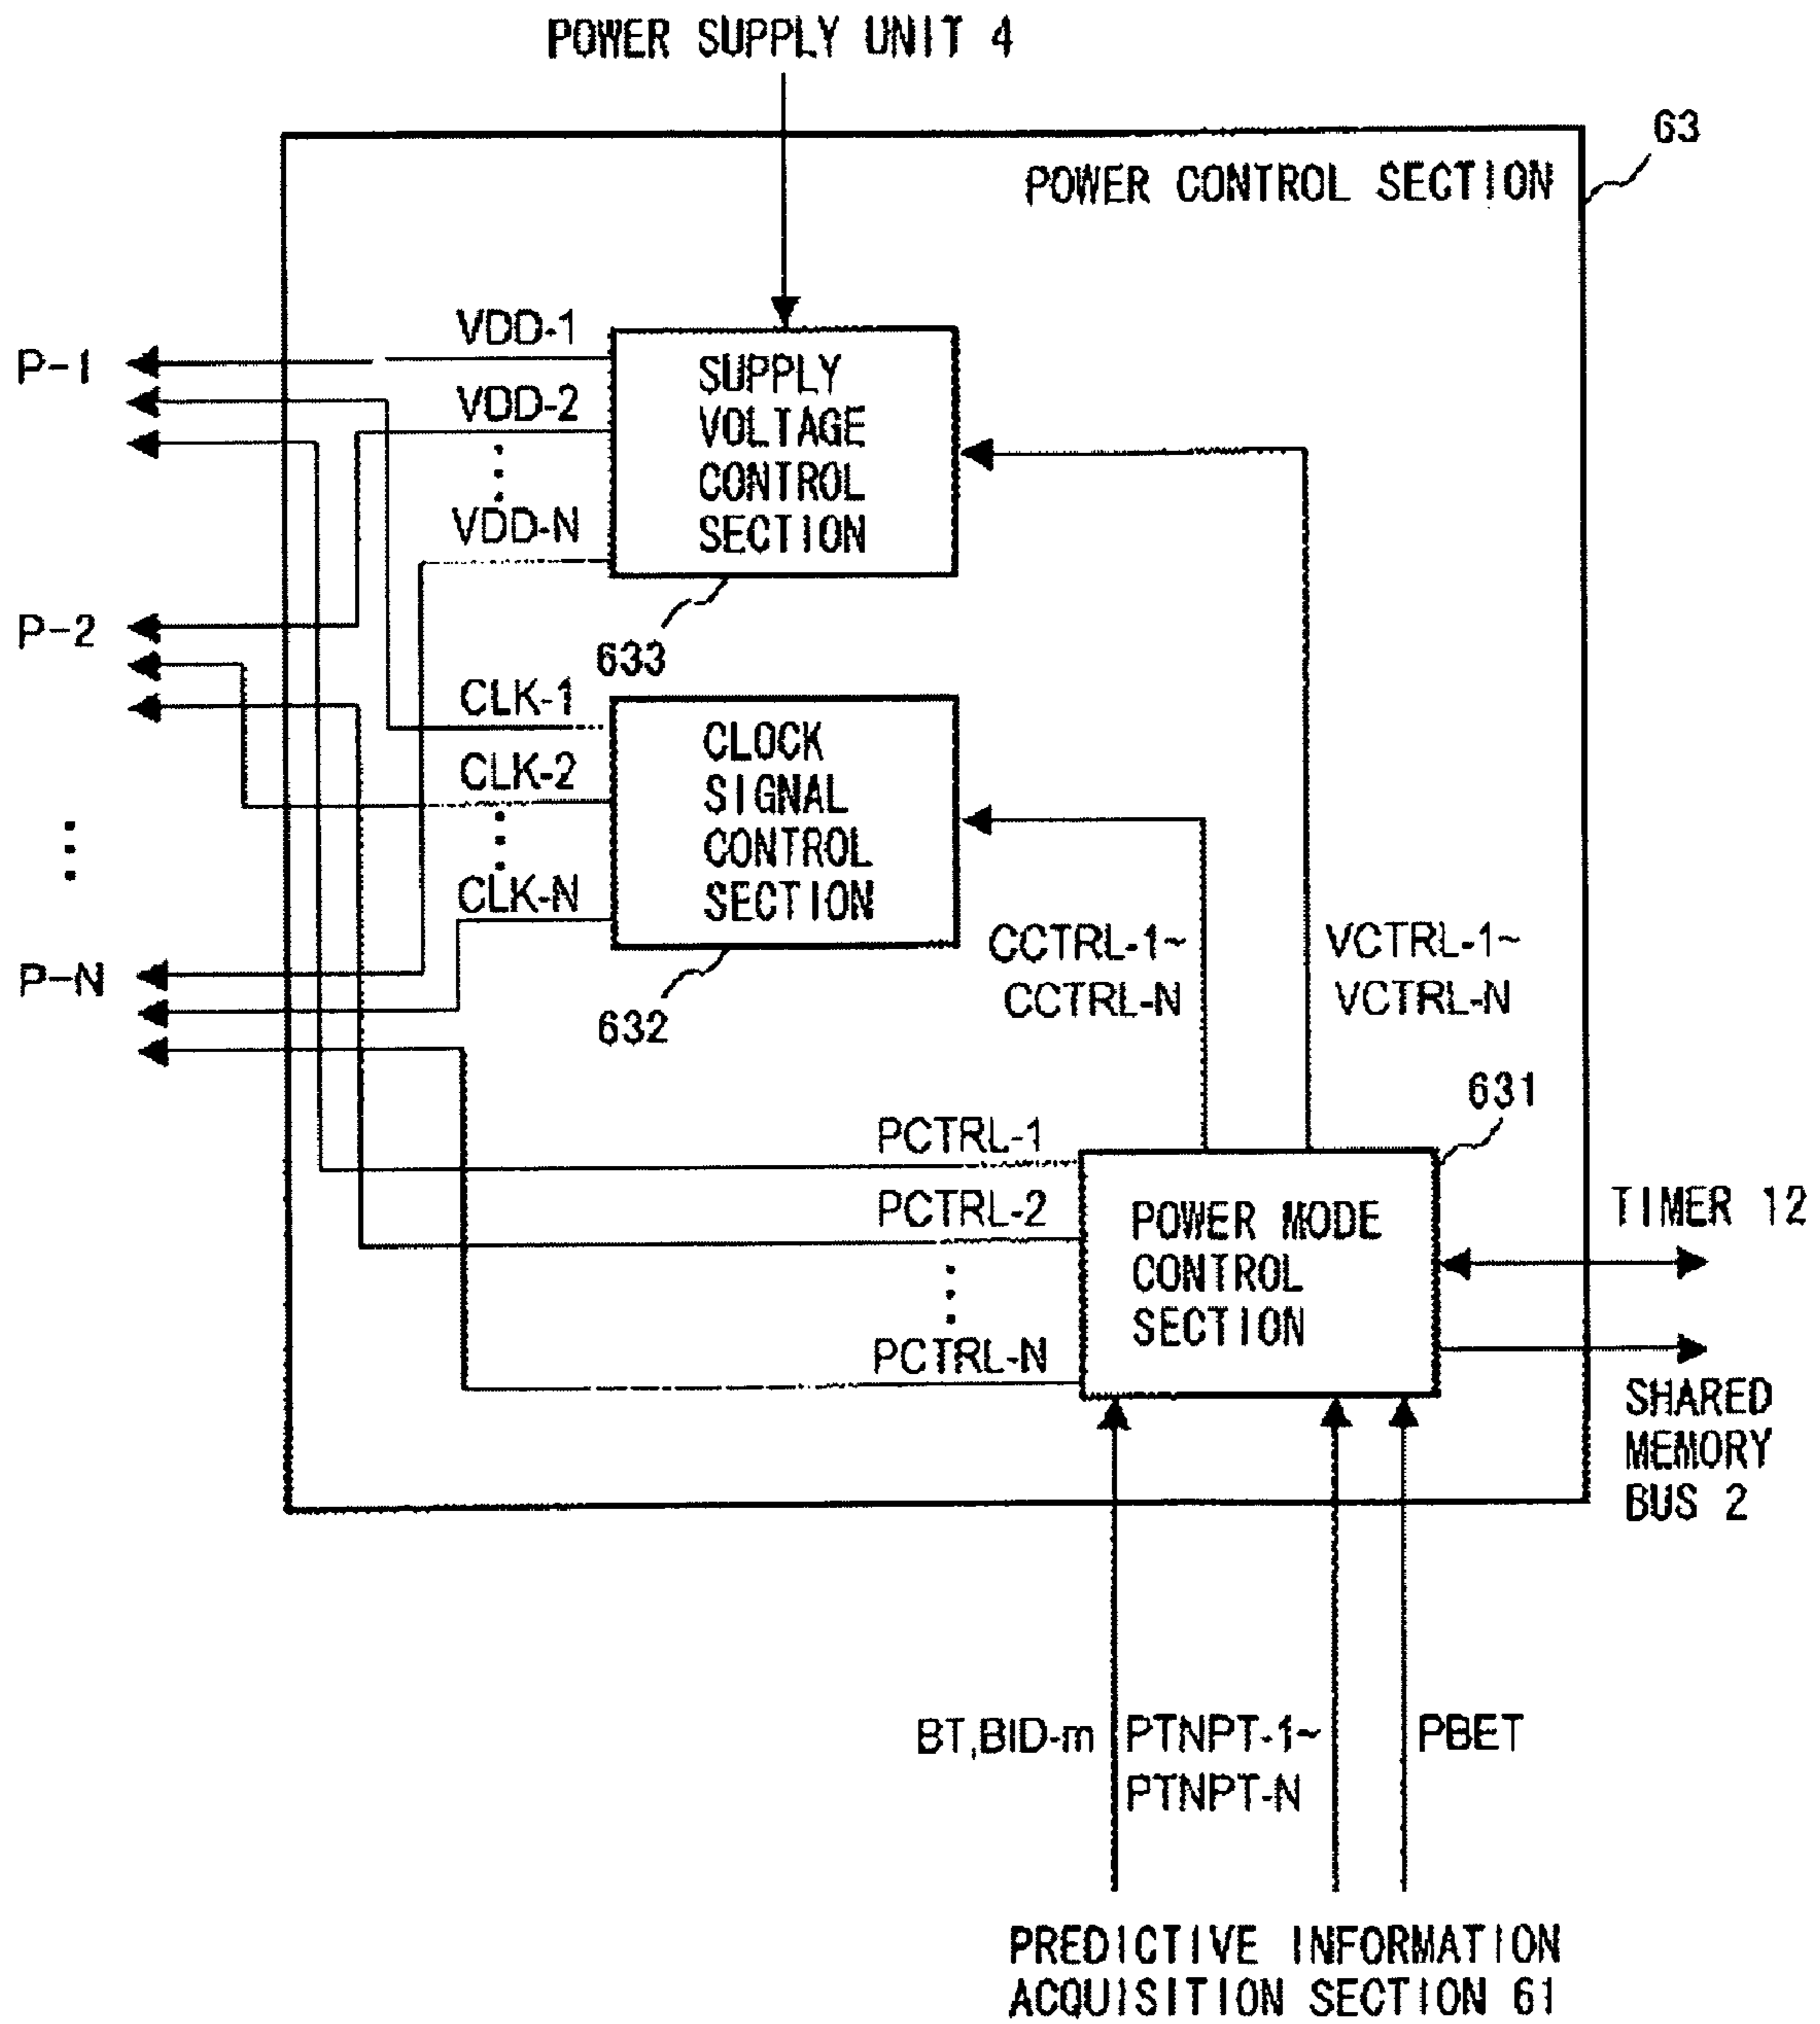 POWER SUPPLY UNIT 4
63
POWER CONTROL SECTION
P-1
VDD-1
VDD-2
VDD-N
SUPPLY
VOLTAGE
CONTROL
SECTION
633
P-2
CLK-1
CLK-2
CLK-N
CLOCK
SIGNAL
CONTROL
SECTION
632
P-N
CCTRL-1~
CCTRL-N
VCTRL-1~
VCTRL-N
631
PCTRL-1
PCTRL-2
PCTRL-N
POWER MODE
CONTROL
SECTION
TIMER 12
SHARED
MEMORY
BUS 2
BT,BID-m
PTNPT-1~
PTNPT-N
PBET
PREDICTIVE INFORMATION
ACQUISITION SECTION 61